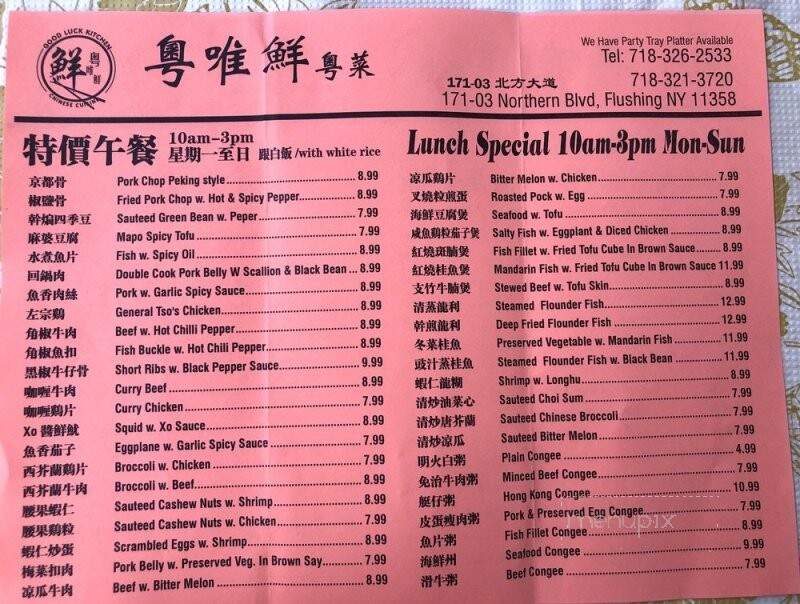 GOOD LUCK KITCHEN
鮮 粵唯鮮
CHINESE CUISINE
粵唯鮮粵菜
We Have Party Tray Platter Available
Tel: 718-326-2533
718-321-3720
171-03 北方大道
171-03 Northern Blvd, Flushing NY 11358
特價午餐 10am-3pm
星期一至日 跟白飯/with white rice
京都骨 Pork Chop Peking style 8.99
椒鹽骨 Fried Pork Chop w. Hot & Spicy Pepper 8.99
幹煸四季豆 Sauteed Green Bean w. Peper 7.99
麻婆豆腐 Mapo Spicy Tofu 7.99
水煮魚片 Fish w. Spicy Oil 8.99
回鍋肉 Double Cook Pork Belly W Scallion & Black Bean 8.99
魚香肉絲 Pork w. Garlic Spicy Sauce 8.99
左宗鷄 General Tso's Chicken 8.99
角椒牛肉 Beef w. Hot Chilli Pepper 8.99
角椒魚扣 Fish Buckle w. Hot Chili Pepper 8.99
黑椒牛仔骨 Short Ribs w. Black Pepper Sauce 9.99
咖喱牛肉 Curry Beef 8.99
咖喱鷄片 Curry Chicken 7.99
Xo醬鮮魷 Squid w. Xo Sauce 8.99
魚香茄子 Eggplane w. Garlic Spicy Sauce 7.99
西芥蘭鷄片 Broccoli w. Chicken 7.99
西芥蘭牛肉 Broccoli w. Beef 8.99
腰果蝦仁 Sauteed Cashew Nuts w. Shrimp 8.99
腰果鷄粒 Sauteed Cashew Nuts w. Chicken 7.99
蝦仁炒蛋 Scrambled Eggs w. Shrimp 8.99
梅菜扣肉 Pork Belly w. Preserved Veg. In Brown Say 7.99
凉瓜牛肉 Beef w. Bitter Melon 8.99
Lunch Special 10am-3pm Mon-Sun
凉瓜鷄片 Bitter Melon w. Chicken 7.99
叉燒粒煎蛋 Roasted Pock w. Egg 7.99
海鮮豆腐煲 Seafood w. Tofu 8.99
咸魚鷄粒茄子煲 Salty Fish w. Eggplant & Diced Chicken 8.99
紅燒斑腩煲 Fish Fillet w. Fried Tofu Cube In Brown Sauce 8.99
紅燒桂魚煲 Mandarin Fish w. Fried Tofu Cube In Brown Sauce 11.99
支竹牛腩煲 Stewed Beef w. Tofu Skin 8.99
清蒸龍利 Steamed Flounder Fish 12.99
幹煎龍利 Deep Fried Flounder Fish 12.99
冬菜桂魚 Preserved Vegetable w. Mandarin Fish 11.99
豉汁蒸桂魚 Steamed Flounder Fish w. Black Bean 11.99
蝦仁龍糊 Shrimp w. Longhu 8.99
清炒油菜心 Sauteed Choi Sum 7.99
清炒唐芥蘭 Sauteed Chinese Broccoli 7.99
清炒凉瓜 Sauteed Bitter Melon 7.99
明火白粥 Plain Congee 4.99
免治牛肉粥 Minced Beef Congee 7.99
艇仔粥 Hong Kong Congee 10.99
皮蛋瘦肉粥 Pork & Preserved Egg Congee 7.99
魚片粥 Fish Fillet Congee 8.99
海鮮州 Seafood Congee 9.99
滑牛粥 Beef Congee 7.99
menupix